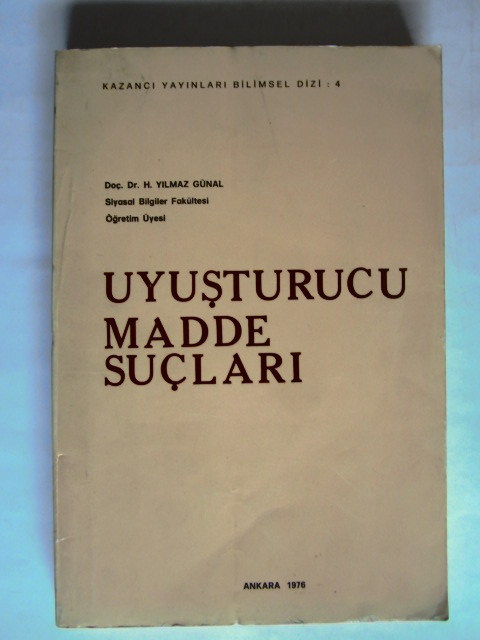 KAZANCI YAYINLARI BİLİMSEL DİZİ : 4
Doç. Dr. H. YILMAZ GÜNAL
Siyasal Bilgiler Fakültesi
Öğretim Üyesi
UYUŞTURUCU
MADDE
SUÇLARI
ANKARA 1976